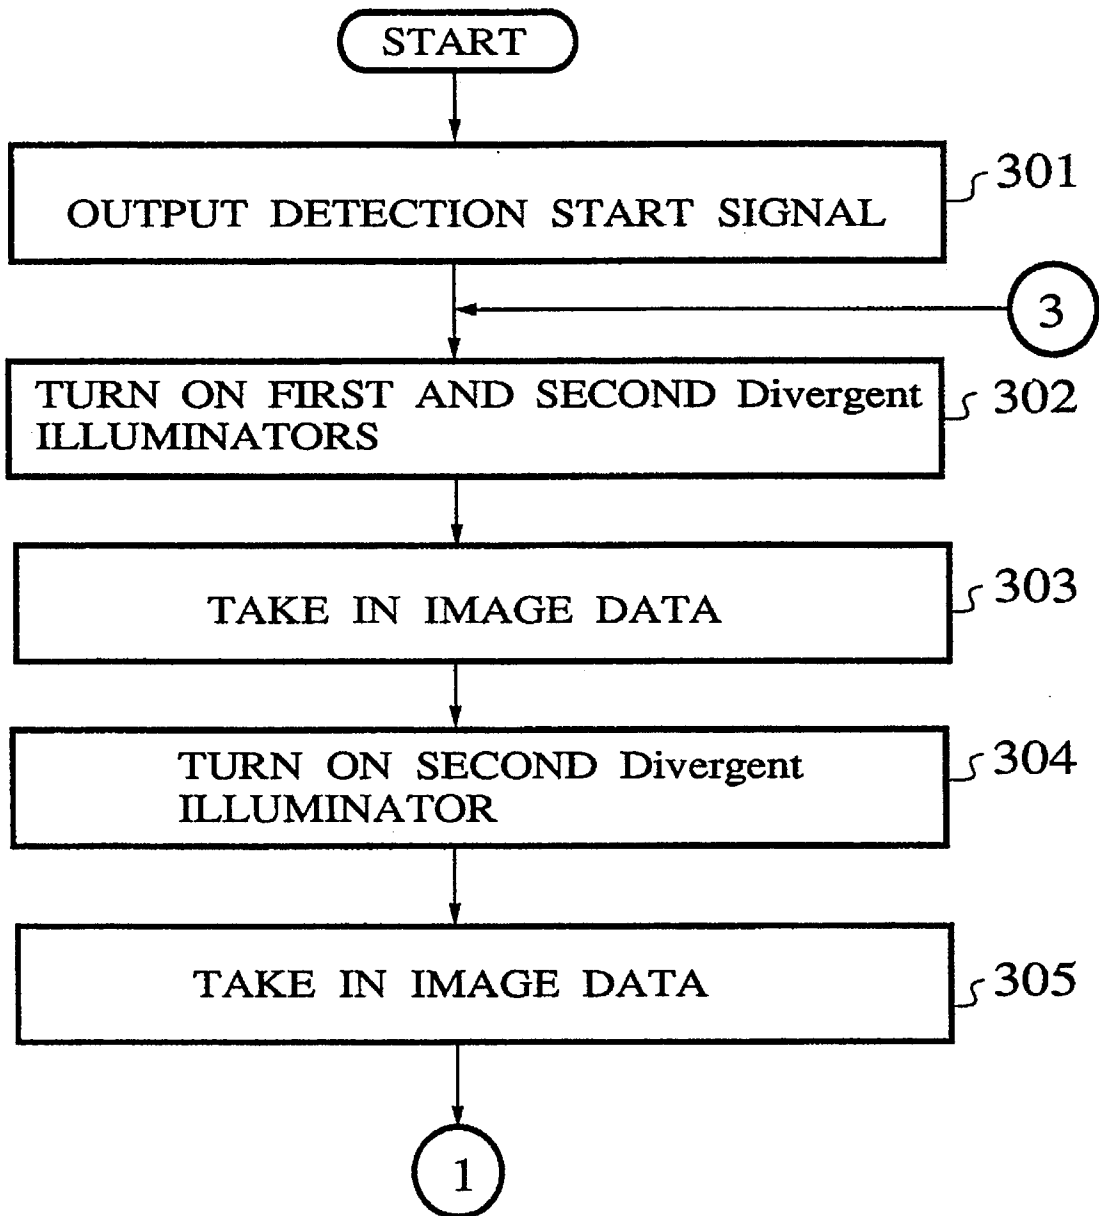 START
OUTPUT DETECTION START SIGNAL
301
3
TURN ON FIRST AND SECOND Divergent
ILLUMINATORS
302
TAKE IN IMAGE DATA
303
TURN ON SECOND Divergent
ILLUMINATOR
304
TAKE IN IMAGE DATA
305
1